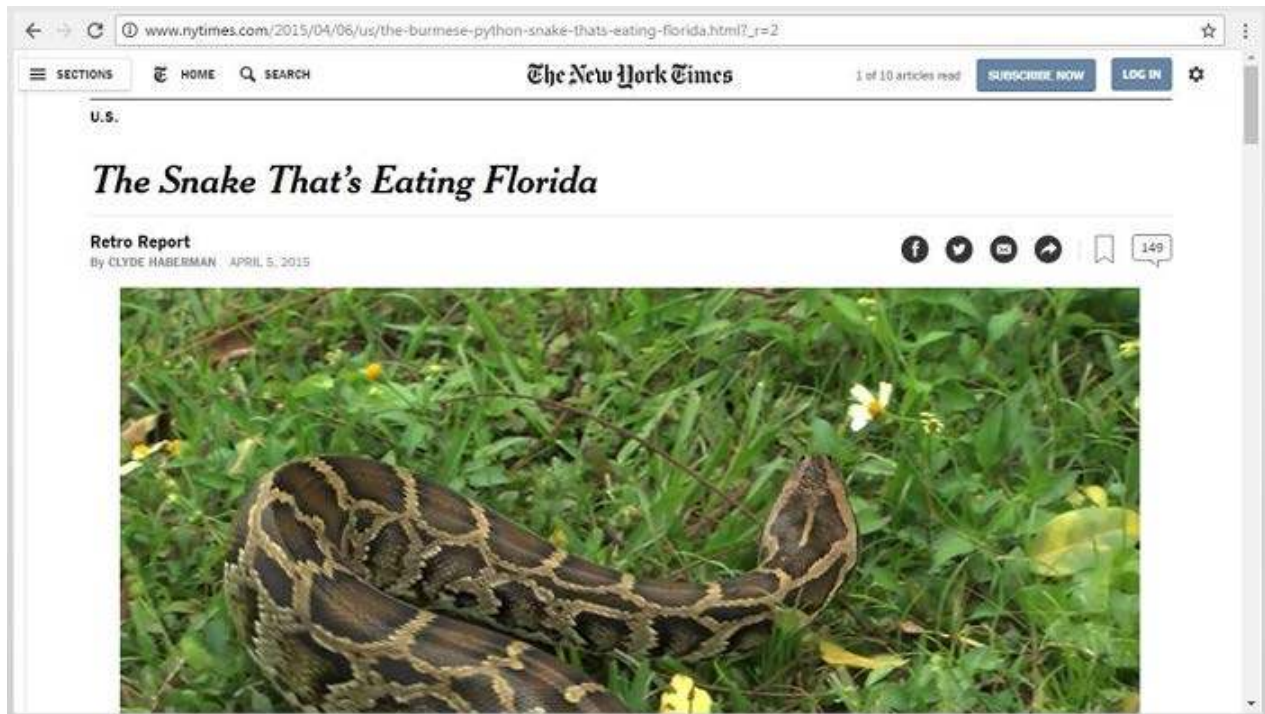 www.nytimes.com/2015/04/06/us/the-burmese-python-snake-thats-eating-florida.html?_r=2
SECTIONS HOME SEARCH The New York Times 1 of 10 articles read SUBSCRIBE NOW LOG IN
U.S.
The Snake That's Eating Florida
Retro Report
By CLYDE HABERMAN APRIL 5, 2015
149